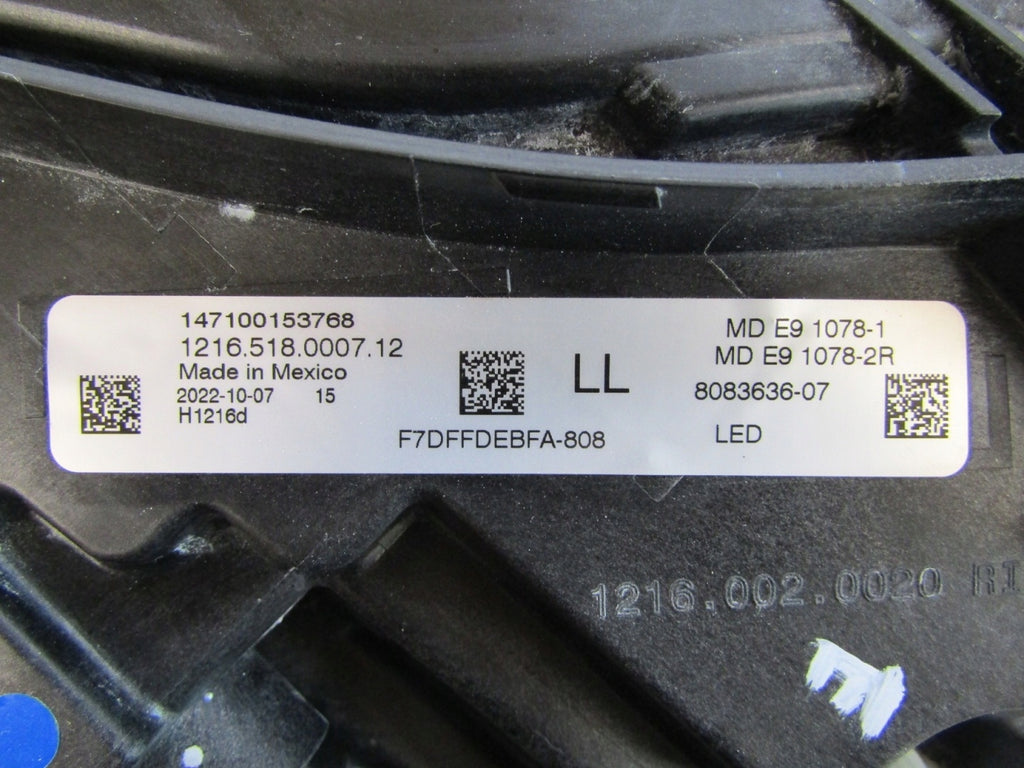 147100153768
1216.518.0007.12
Made in Mexico
2022-10-07 15
H1216d
LL
F7DFFDEBFA-808
MD E9 1078-1
MD E9 1078-2R
8083636-07
LED
1216.002.0020 RI